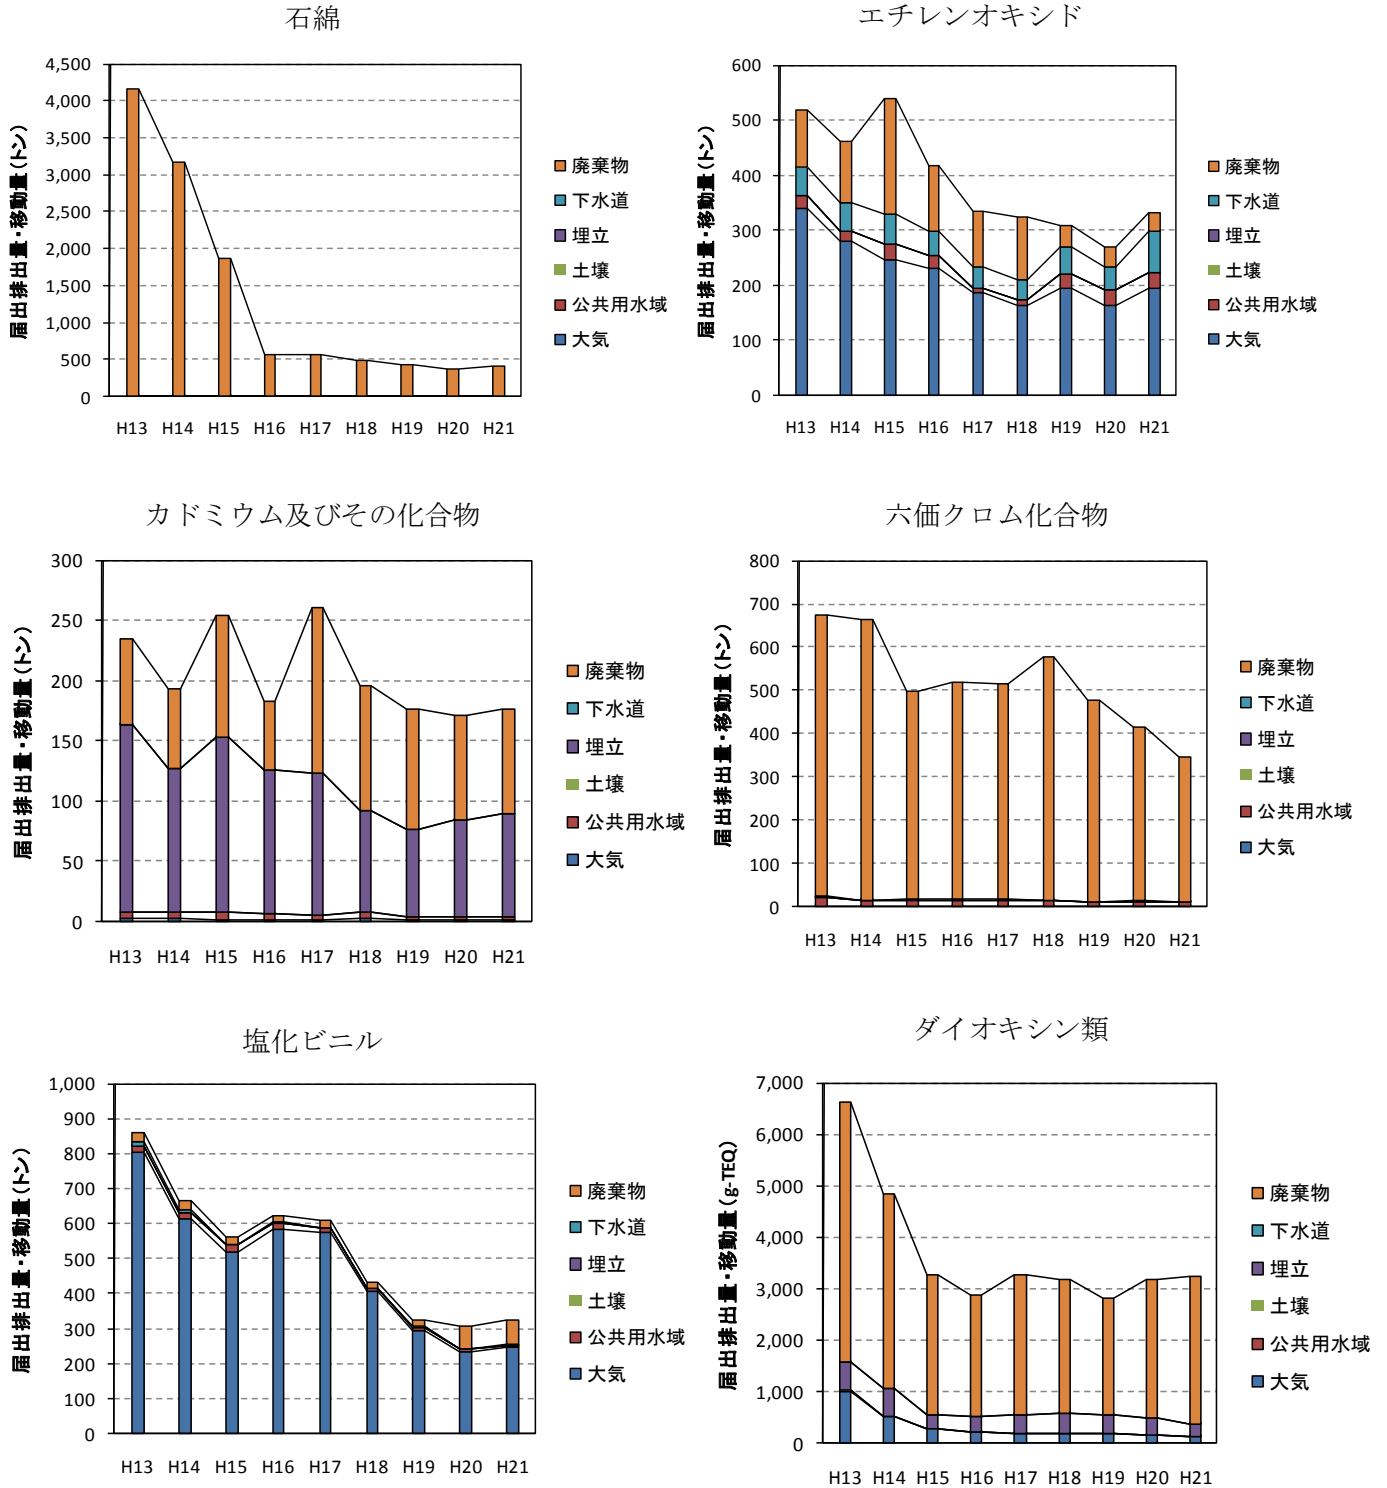 石綿
届出排出量・移動量(トン)
4,500
4,000
3,500
3,000
2,500
2,000
1,500
1,000
500
0
H13 H14 H15 H16 H17 H18 H19 H20 H21
廃棄物
下水道
埋立
土壌
公共用水域
大気
エチレンオキシド
届出排出量・移動量(トン)
600
500
400
300
200
100
0
H13 H14 H15 H16 H17 H18 H19 H20 H21
廃棄物
下水道
埋立
土壌
公共用水域
大気
カドミウム及びその化合物
届出排出量・移動量(トン)
300
250
200
150
100
50
0
H13 H14 H15 H16 H17 H18 H19 H20 H21
廃棄物
下水道
埋立
土壌
公共用水域
大気
六価クロム化合物
届出排出量・移動量(トン)
800
700
600
500
400
300
200
100
0
H13 H14 H15 H16 H17 H18 H19 H20 H21
廃棄物
下水道
埋立
土壌
公共用水域
大気
塩化ビニル
届出排出量・移動量(トン)
1,000
900
800
700
600
500
400
300
200
100
0
H13 H14 H15 H16 H17 H18 H19 H20 H21
廃棄物
下水道
埋立
土壌
公共用水域
大気
ダイオキシン類
届出排出量・移動量(g-TEQ)
7,000
6,000
5,000
4,000
3,000
2,000
1,000
0
H13 H14 H15 H16 H17 H18 H19 H20 H21
廃棄物
下水道
埋立
土壌
公共用水域
大気